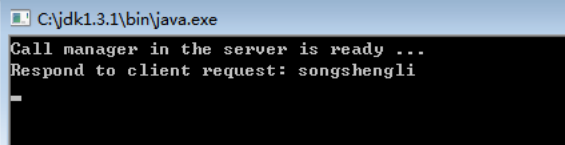 C:\jdk1.3.1\bin\java.exe
Call manager in the server is ready ...
Respond to client request: songshengli